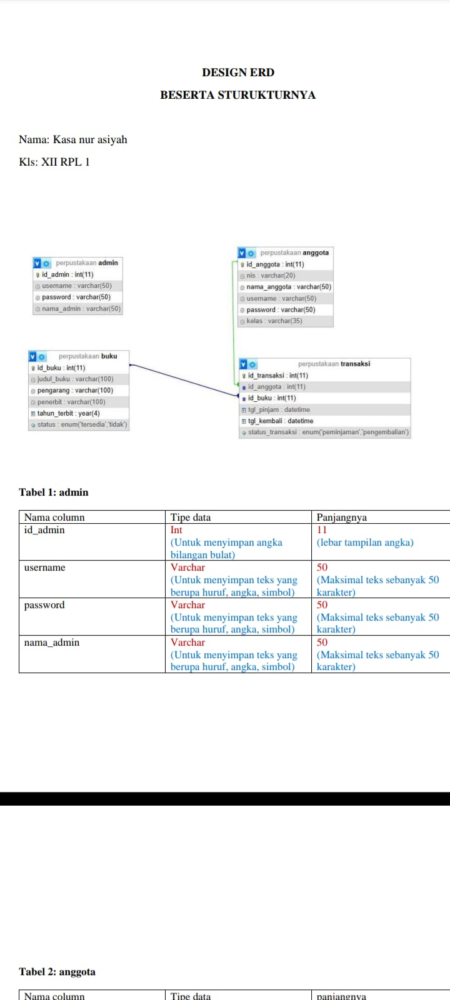 DESIGN ERD
BESERTA STURUKTURNYA
Nama: Kasa nur asiyah
Kls: XII RPL 1
perpustakaan admin
id_admin : int(11)
username : varchar(50)
password : varchar(50)
nama_admin : varchar(50)
perpustakaan anggota
id_anggota : int(11)
nis : varchar(20)
nama_anggota : varchar(50)
username : varchar(50)
password : varchar(50)
kelas : varchar(35)
perpustakaan buku
id_buku : int(11)
judul_buku : varchar(100)
pengarang : varchar(100)
penerbit : varchar(100)
tahun_terbit : year(4)
status : enum('tersedia','tidak')
perpustakaan transaksi
id_transaksi : int(11)
# id_anggota : int(11)
# id_buku : int(11)
tgl_pinjam : datetime
tgl_kembali : datetime
status_transaksi : enum('peminjaman','pengembalian')
Tabel 1: admin
Nama column Tipe data Panjangnya
id_admin Int 11
(Untuk menyimpan angka (lebar tampilan angka)
bilangan bulat)
username Varchar 50
(Untuk menyimpan teks yang (Maksimal teks sebanyak 50
berupa huruf, angka, simbol) karakter)
password Varchar 50
(Untuk menyimpan teks yang (Maksimal teks sebanyak 50
berupa huruf, angka, simbol) karakter)
nama_admin Varchar 50
(Untuk menyimpan teks yang (Maksimal teks sebanyak 50
berupa huruf, angka, simbol) karakter)
Tabel 2: anggota
Nama column Tipe data panjangnya